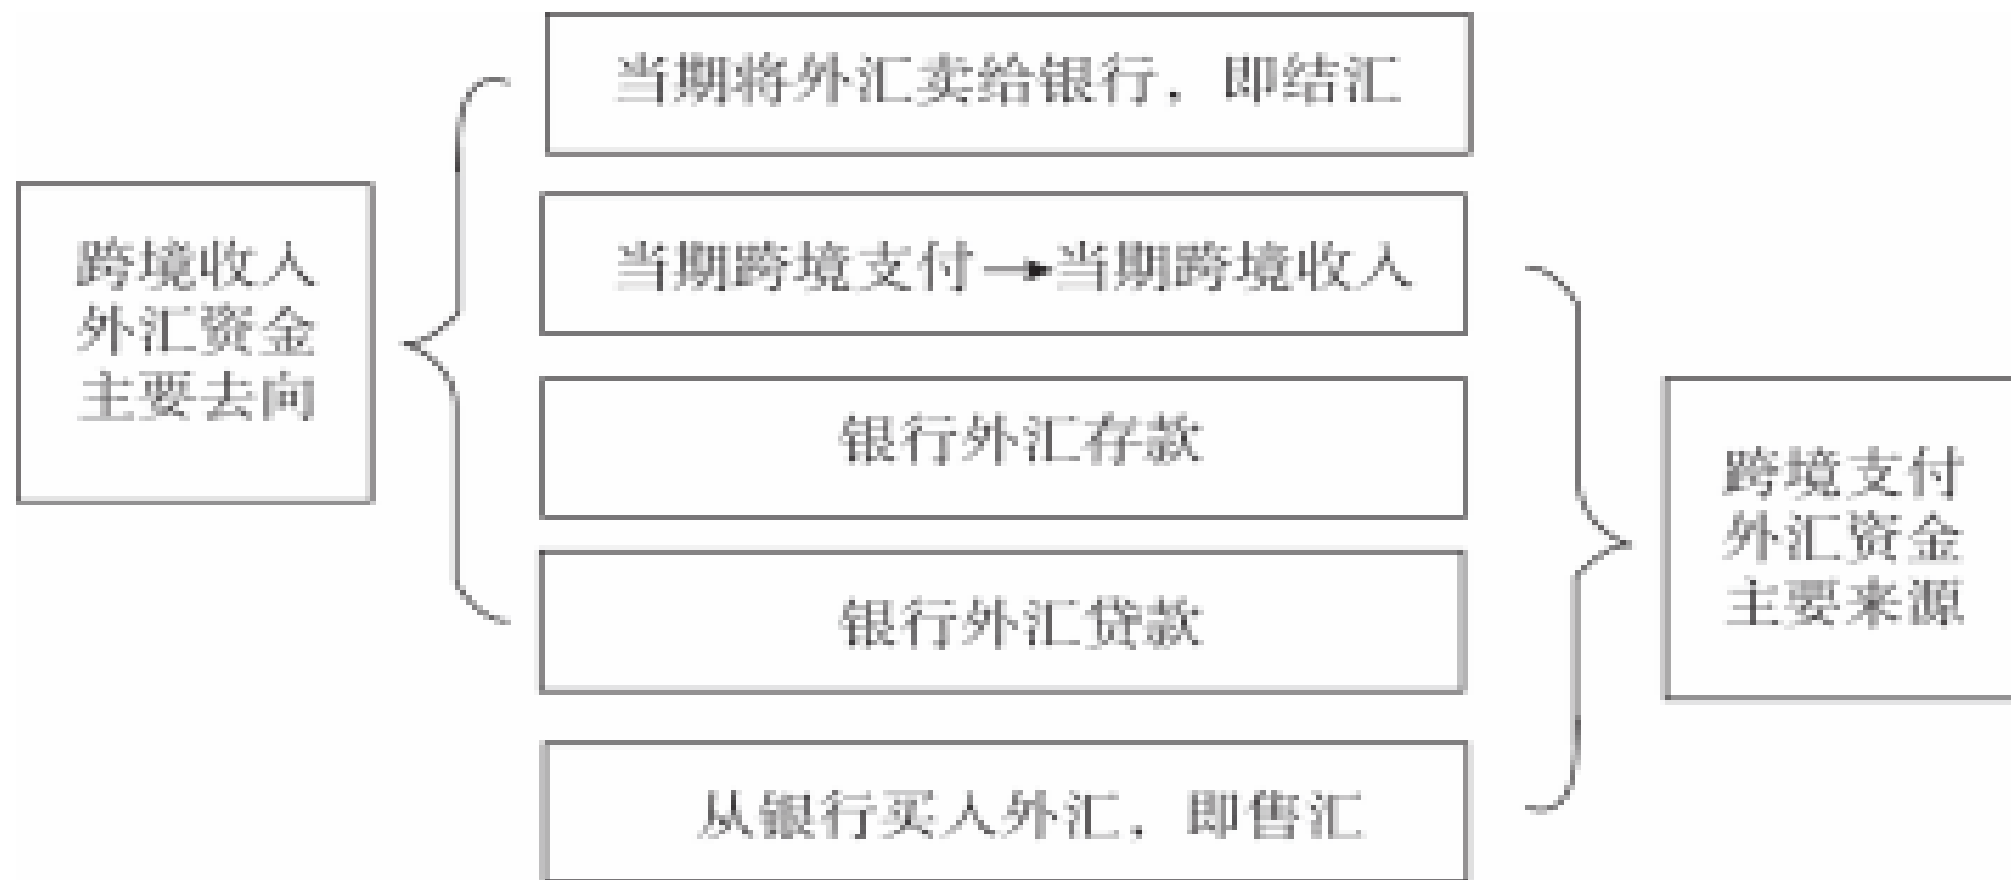 当期将外汇卖给银行，即结汇
跨境收入
外汇资金
主要去向
当期跨境支付→当期跨境收入
银行外汇存款
银行外汇贷款
从银行买入外汇，即售汇
跨境支付
外汇资金
主要来源